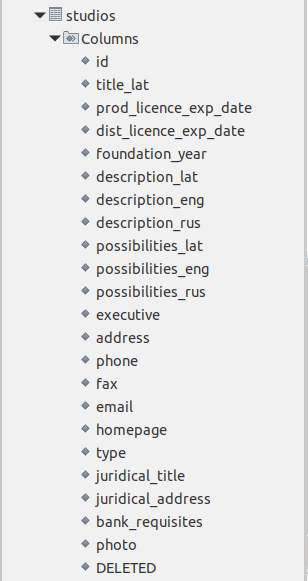 studios
Columns
id
title_lat
prod_licence_exp_date
dist_licence_exp_date
foundation_year
description_lat
description_eng
description_rus
possibilities_lat
possibilities_eng
possibilities_rus
executive
address
phone
fax
email
homepage
type
juridical_title
juridical_address
bank_requisites
photo
DELETED